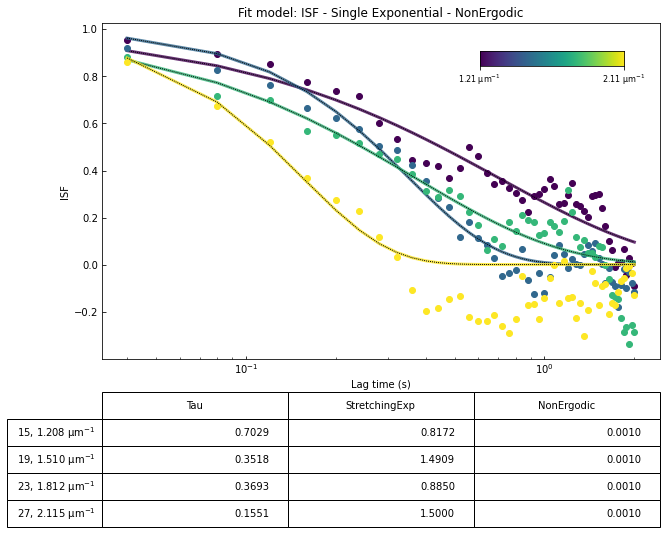 Fit model: ISF - Single Exponential - NonErgodic
1.0
0.8
0.6
0.4
0.2
0.0
−0.2
ISF
1.21 μm⁻¹ 2.11 μm⁻¹
10⁻¹ 10⁰
Lag time (s)
Tau StretchingExp NonErgodic
15, 1.208 μm⁻¹ 0.7029 0.8172 0.0010
19, 1.510 μm⁻¹ 0.3518 1.4909 0.0010
23, 1.812 μm⁻¹ 0.3693 0.8850 0.0010
27, 2.115 μm⁻¹ 0.1551 1.5000 0.0010